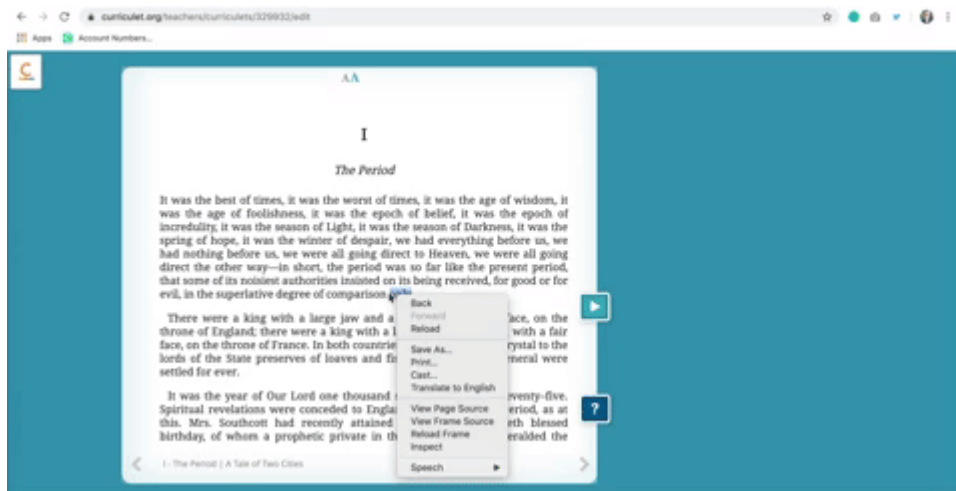 curriculet.org/teachers/curriculets/329932/edit
Apps Account Numbers...
C
AA
I
The Period
It was the best of times, it was the worst of times, it was the age of wisdom, it
was the age of foolishness, it was the epoch of belief, it was the epoch of
incredulity, it was the season of Light, it was the season of Darkness, it was the
spring of hope, it was the winter of despair, we had everything before us, we
had nothing before us, we were all going direct to Heaven, we were all going
direct the other way—in short, the period was so far like the present period,
that some of its noisiest authorities insisted on its being received, for good or for
evil, in the superlative degree of comparison
There were a king with a large jaw and a face, on the
throne of England; there were a king with a with a fair
face, on the throne of France. In both countrie rystal to the
lords of the State preserves of loaves and fis eneral were
settled for ever.
It was the year of Our Lord one thousand eventy-five.
Spiritual revelations were conceded to Engla eriod, as at
this. Mrs. Southcott had recently attained eth blessed
birthday, of whom a prophetic private in th eralded the
Back
Forward
Reload
Save As...
Print...
Cast...
Translate to English
View Page Source
View Frame Source
Reload Frame
Inspect
Speech
?
I - The Period | A Tale of Two Cities